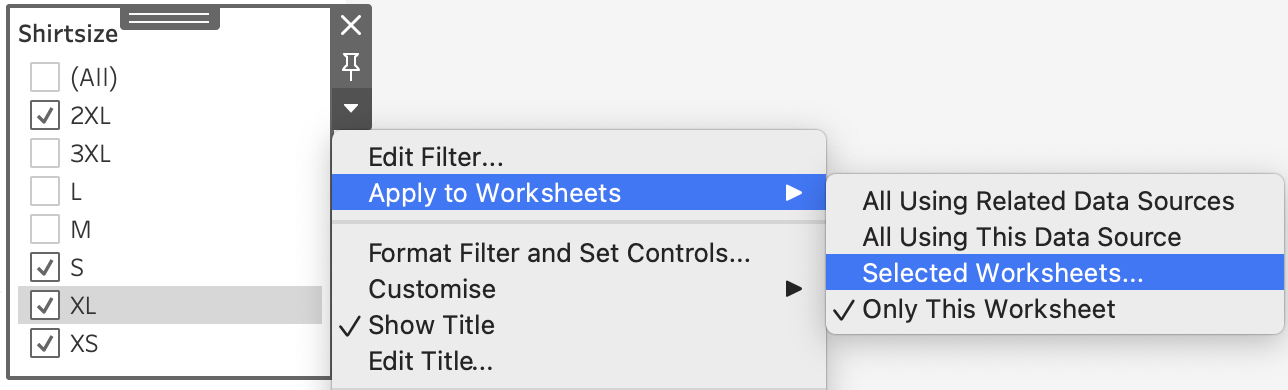 Shirtsize
(All)
2XL
3XL
L
M
S
XL
XS
Edit Filter...
Apply to Worksheets
Format Filter and Set Controls...
Customise
Show Title
Edit Title...
All Using Related Data Sources
All Using This Data Source
Selected Worksheets...
Only This Worksheet